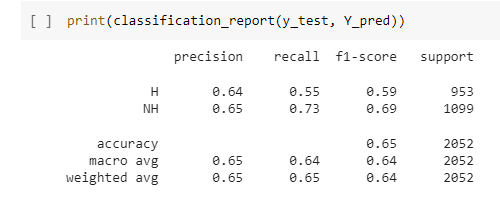 [ ] print(classification_report(y_test, Y_pred))
precision recall f1-score support
H 0.64 0.55 0.59 953
NH 0.65 0.73 0.69 1099
accuracy 0.65 2052
macro avg 0.65 0.64 0.64 2052
weighted avg 0.65 0.65 0.64 2052